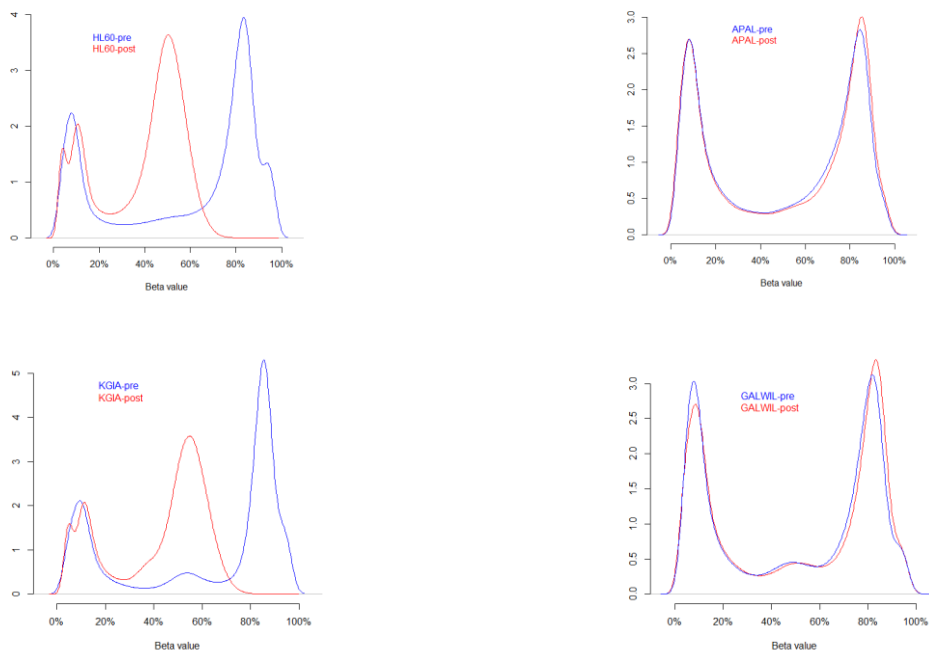 HL60-pre
HL60-post
4
3
2
1
0
0% 20% 40% 60% 80% 100%
Beta value
APAL-pre
APAL-post
3.0
2.5
2.0
1.5
1.0
0.5
0.0
0% 20% 40% 60% 80% 100%
Beta value
KGIA-pre
KGIA-post
5
4
3
2
1
0
0% 20% 40% 60% 80% 100%
Beta value
GALWIL-pre
GALWIL-post
3.0
2.5
2.0
1.5
1.0
0.5
0.0
0% 20% 40% 60% 80% 100%
Beta value